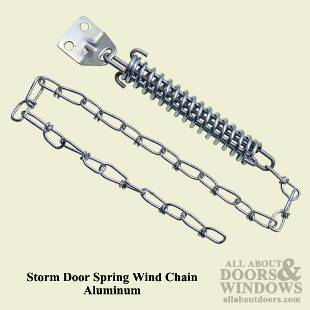 Storm Door Spring Wind Chain
Aluminum
ALL ABOUT
DOORS&
WINDOWS
allaboutdoors.com